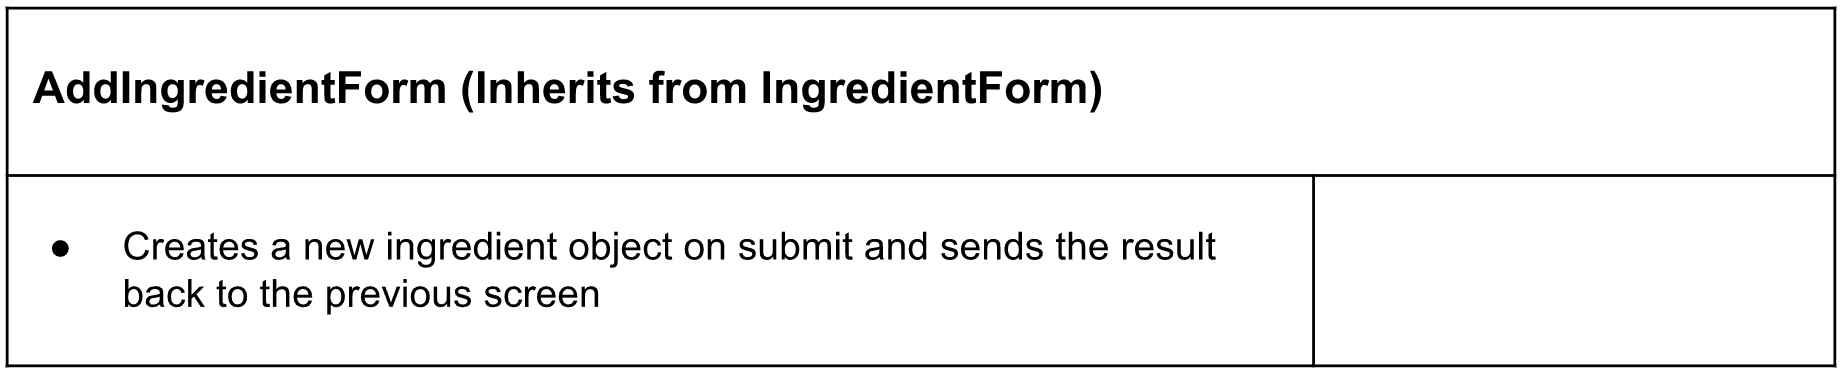 AddIngredientForm (Inherits from IngredientForm)
● Creates a new ingredient object on submit and sends the result
back to the previous screen